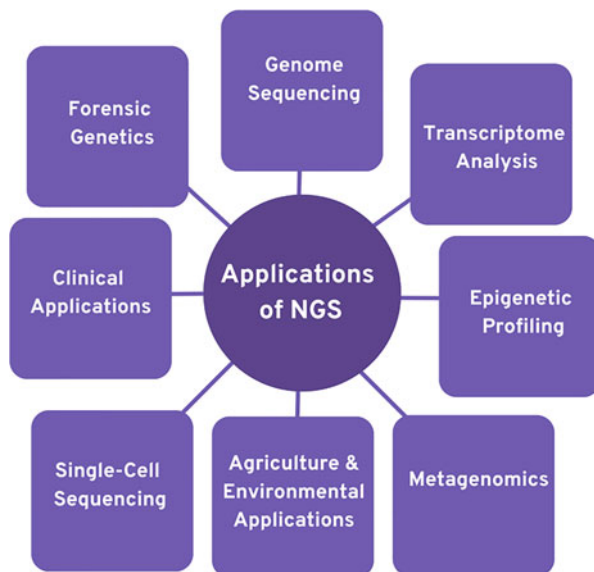 Genome
Sequencing
Forensic
Genetics
Transcriptome
Analysis
Applications
of NGS
Clinical
Applications
Epigenetic
Profiling
Single-Cell
Sequencing
Agriculture &
Environmental
Applications
Metagenomics